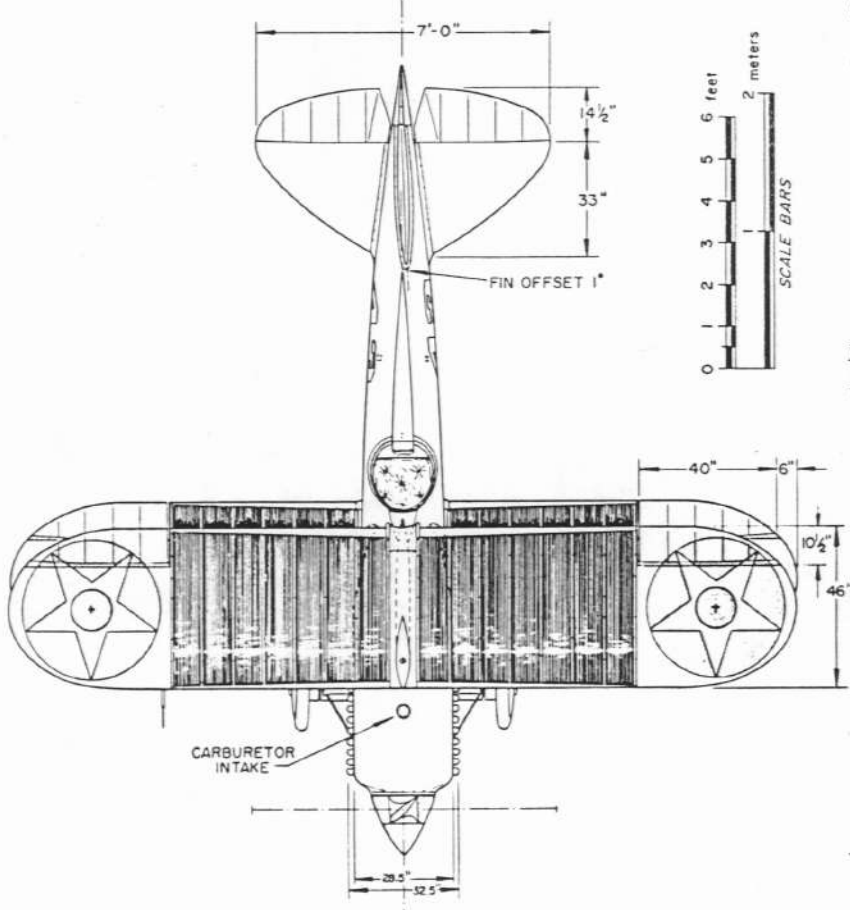 7'-0"
14½"
33"
FIN OFFSET 1°
6 feet
5
4
3
2
1
0
2 meters
1
SCALE BARS
40"
6"
10½"
46"
CARBURETOR
INTAKE
28.5"
32.5"